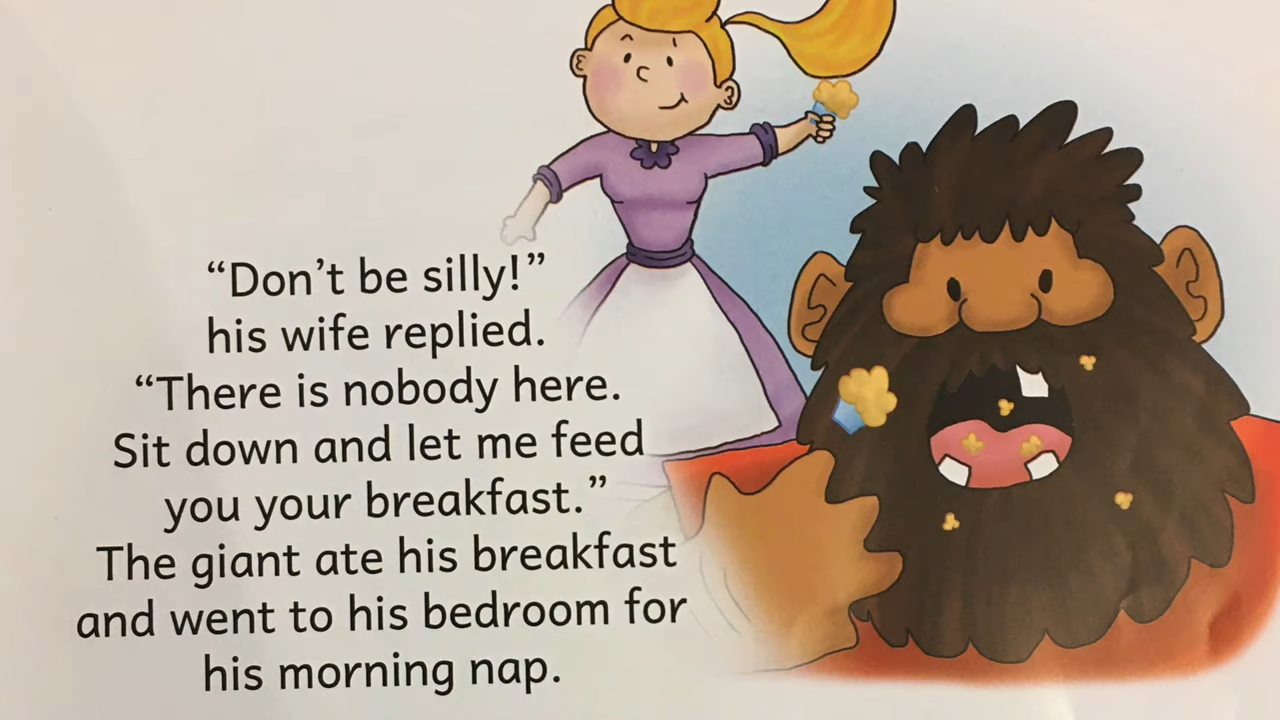 “Don’t be silly!”
his wife replied.
“There is nobody here.
Sit down and let me feed
you your breakfast.”
The giant ate his breakfast
and went to his bedroom for
his morning nap.